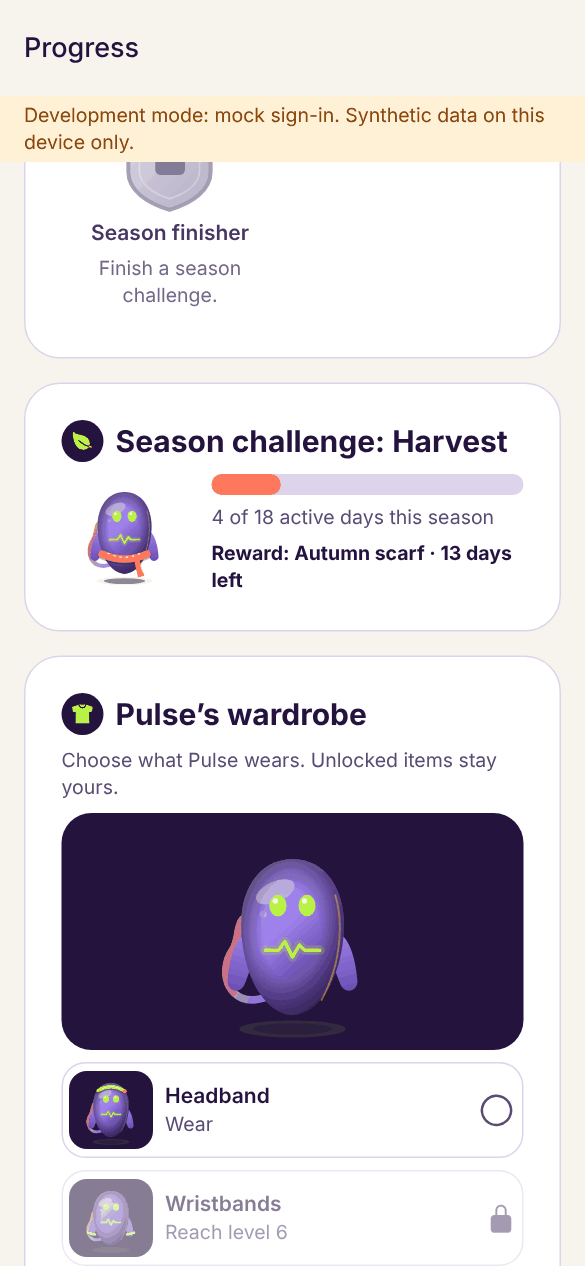 Progress
Development mode: mock sign-in. Synthetic data on this
device only.
Season finisher
Finish a season
challenge.
Season challenge: Harvest
4 of 18 active days this season
Reward: Autumn scarf · 13 days
left
Pulse’s wardrobe
Choose what Pulse wears. Unlocked items stay
yours.
Headband
Wear
Wristbands
Reach level 6